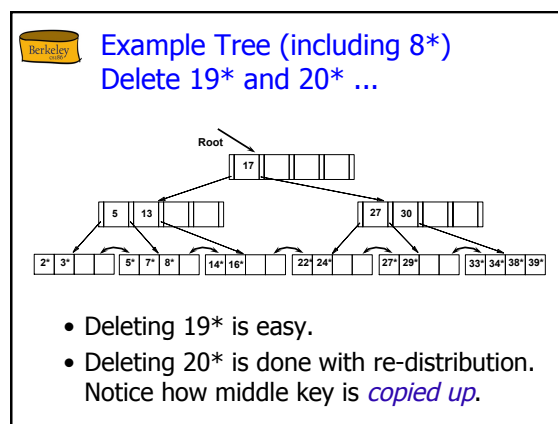 Berkeley
cs186
Example Tree (including 8*)
Delete 19* and 20* ...
Root
17
5 13
27 30
2* 3* 5* 7* 8* 14* 16* 22* 24* 27* 29* 33* 34* 38* 39*
• Deleting 19* is easy.
• Deleting 20* is done with re-distribution.
Notice how middle key is copied up.